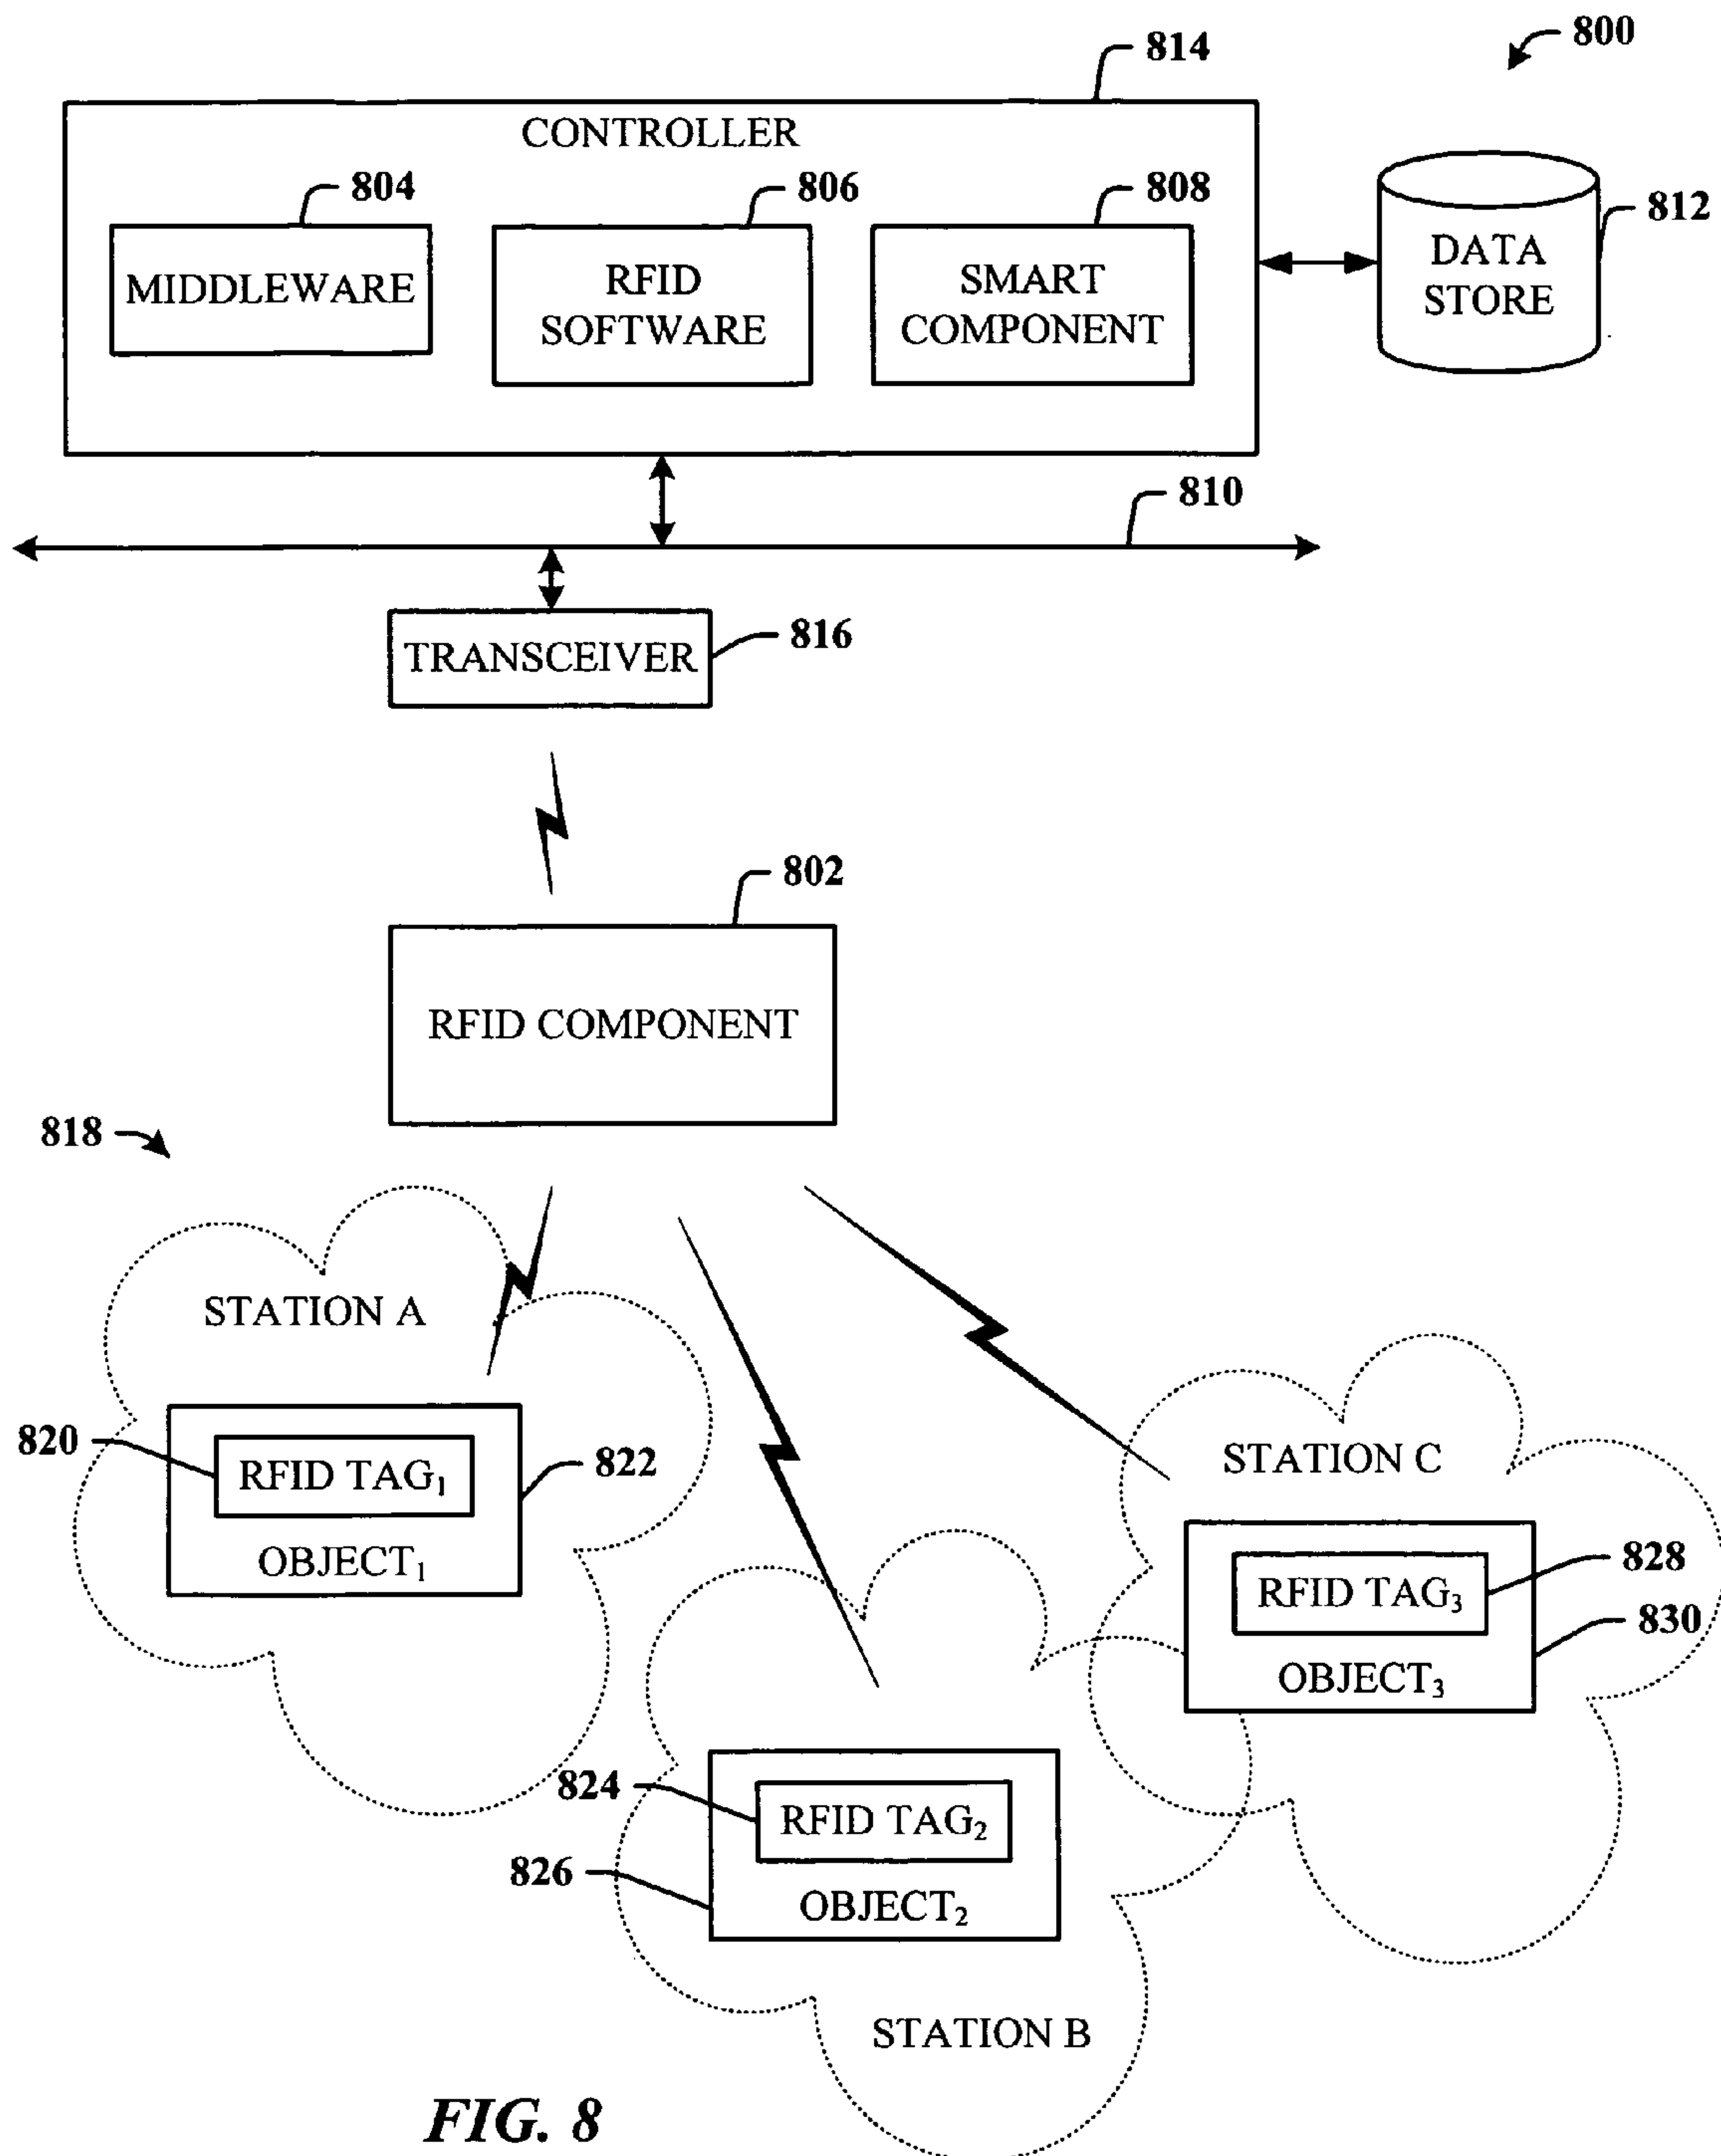 800
814
CONTROLLER
804
806
808
812
MIDDLEWARE
RFID
SOFTWARE
SMART
COMPONENT
DATA
STORE
810
TRANSCEIVER
816
802
RFID COMPONENT
818
STATION A
820
RFID TAG₁
822
OBJECT₁
STATION C
RFID TAG₃
828
830
OBJECT₃
824
RFID TAG₂
826
OBJECT₂
STATION B
FIG. 8